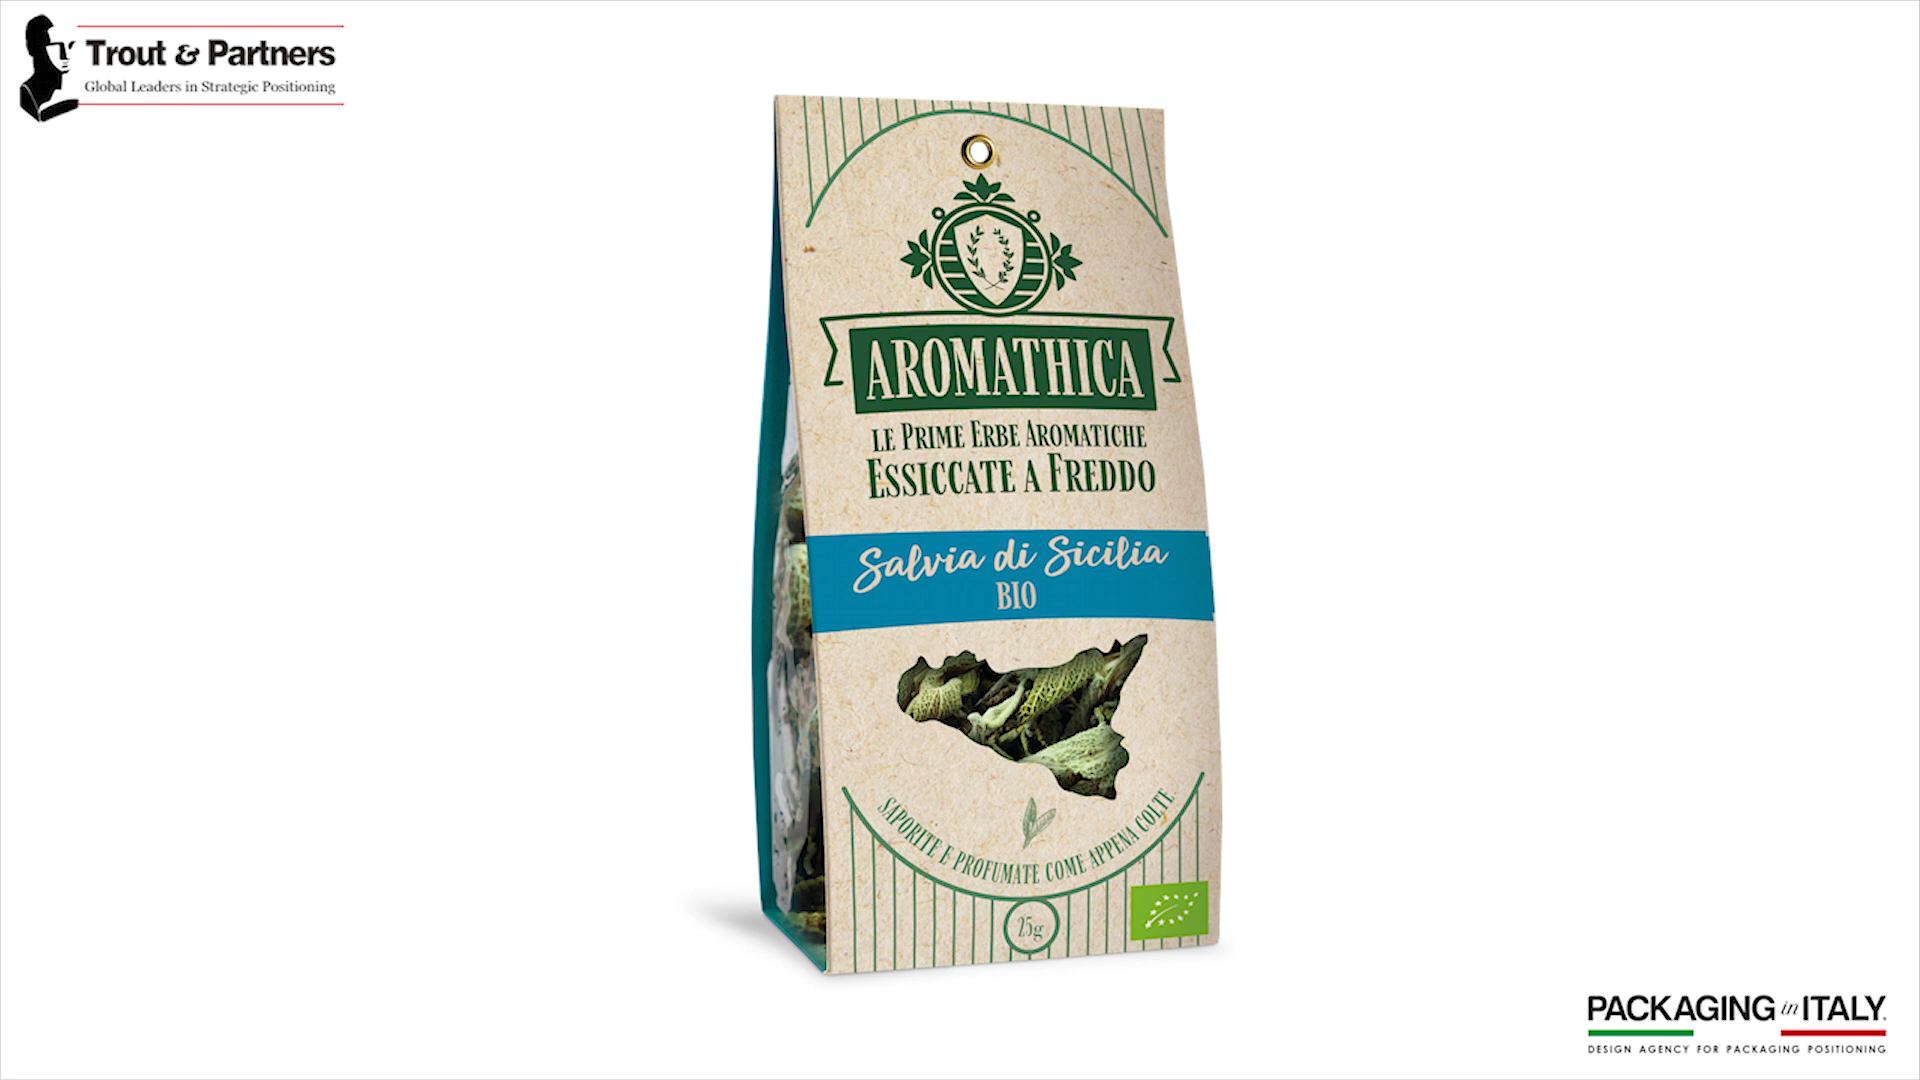 Trout & Partners
Global Leaders in Strategic Positioning
AROMATHICA
LE PRIME ERBE AROMATICHE
ESSICCATE A FREDDO
Salvia di Sicilia
BIO
SAPORITE E PROFUMATE COME APPENA COLTE
25g
PACKAGING in ITALY
DESIGN AGENCY FOR PACKAGING POSITIONING